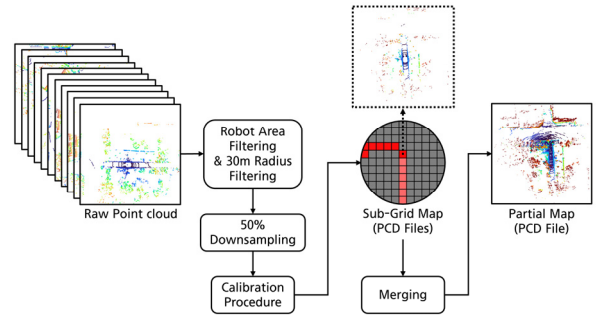 Raw Point cloud
Robot Area
Filtering
& 30m Radius
Filtering
50%
Downsampling
Calibration
Procedure
Sub-Grid Map
(PCD Files)
Merging
Partial Map
(PCD File)